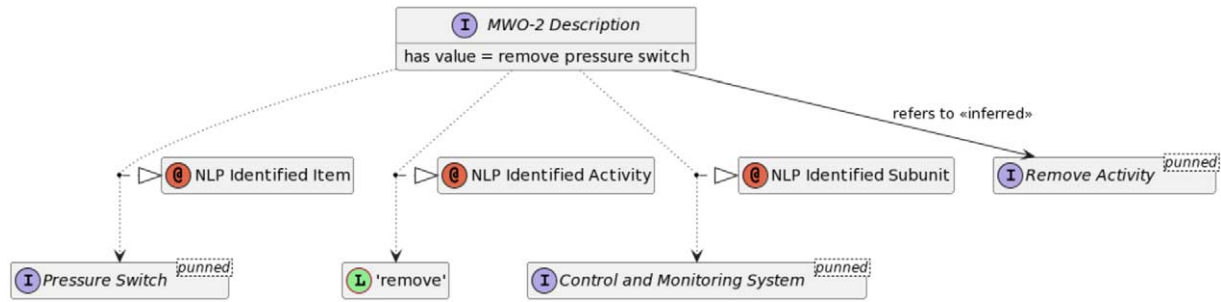 I MWO-2 Description
has value = remove pressure switch
refers to «inferred»
@ NLP Identified Item
@ NLP Identified Activity
@ NLP Identified Subunit
I Remove Activity
punned
I Pressure Switch
punned
L 'remove'
I Control and Monitoring System
punned